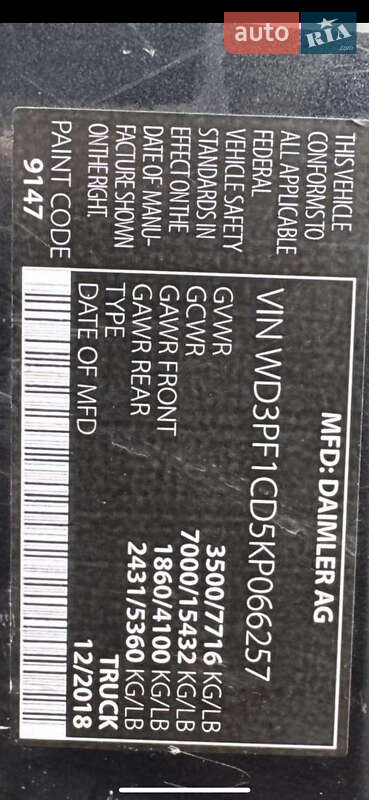 auto RIA .com
MFD: DAIMLER AG
VIN WD3PF1CD5KP066257
GVWR 3500/7716 KG/LB
GCWR 7000/15432 KG/LB
GAWR FRONT 1860/4100 KG/LB
GAWR REAR 2431/5360 KG/LB
TYPE TRUCK
DATE OF MFD 12/2018
THIS VEHICLE
CONFORMS TO
ALL APPLICABLE
FEDERAL
VEHICLE SAFETY
STANDARDS IN
EFFECT ON THE
DATE OF MANU-
FACTURE SHOWN
ON THE RIGHT.
PAINT CODE
9147